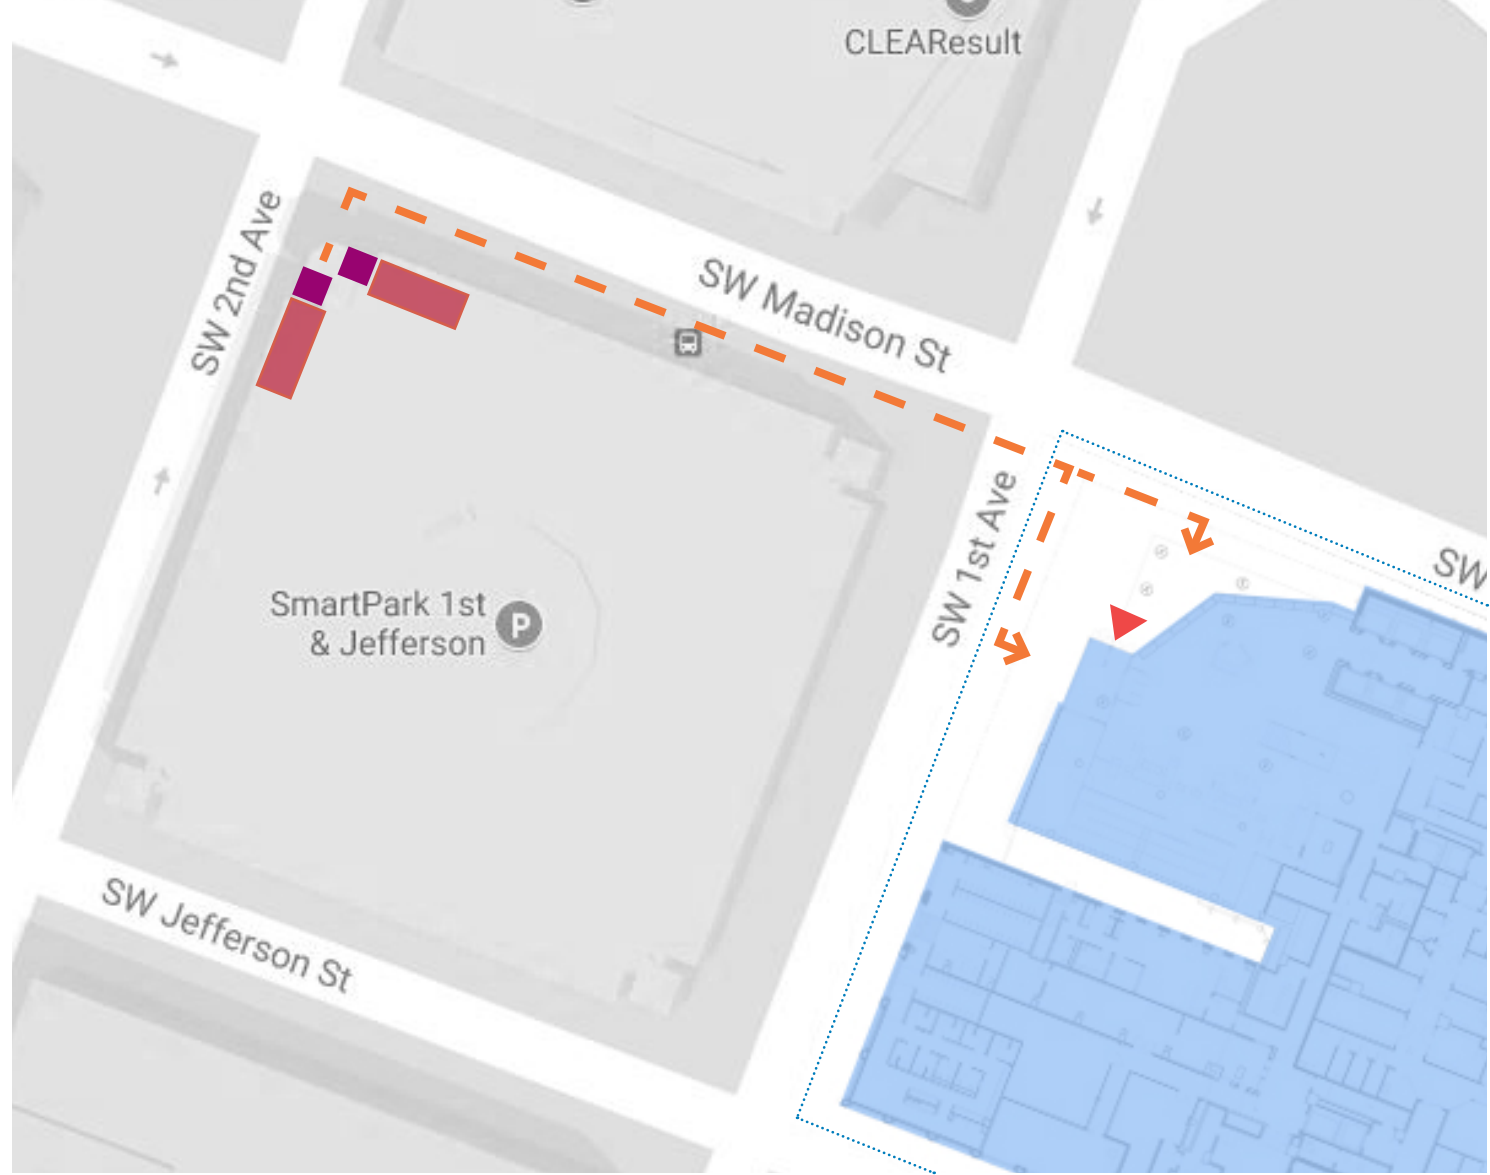 CLEAResult
SW 2nd Ave
SW Madison St
SW 1st Ave
SW
SmartPark 1st
& Jefferson
P
SW Jefferson St